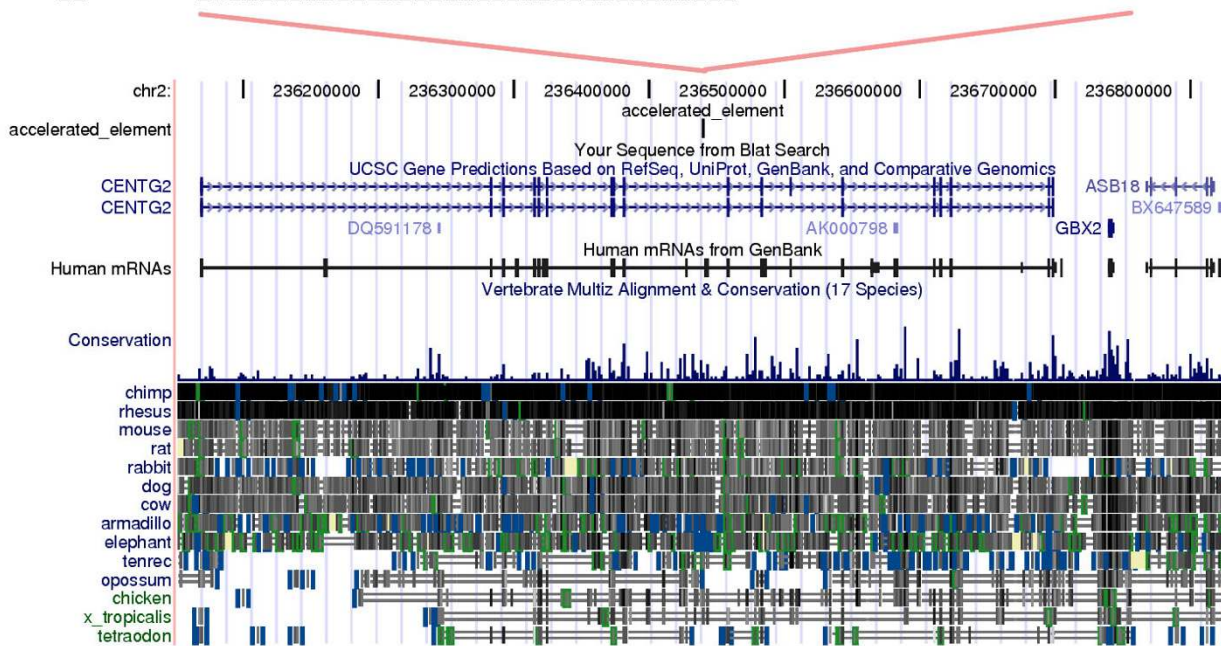 chr2: 236200000 236300000 236400000 236500000 236600000 236700000 236800000
accelerated_element
accelerated_element
Your Sequence from Blat Search
UCSC Gene Predictions Based on RefSeq, UniProt, GenBank, and Comparative Genomics
CENTG2 ASB18
CENTG2 BX647589
DQ591178 AK000798 GBX2
Human mRNAs from GenBank
Human mRNAs
Vertebrate Multiz Alignment & Conservation (17 Species)
Conservation
chimp
rhesus
mouse
rat
rabbit
dog
cow
armadillo
elephant
tenrec
opossum
chicken
x_tropicalis
tetraodon